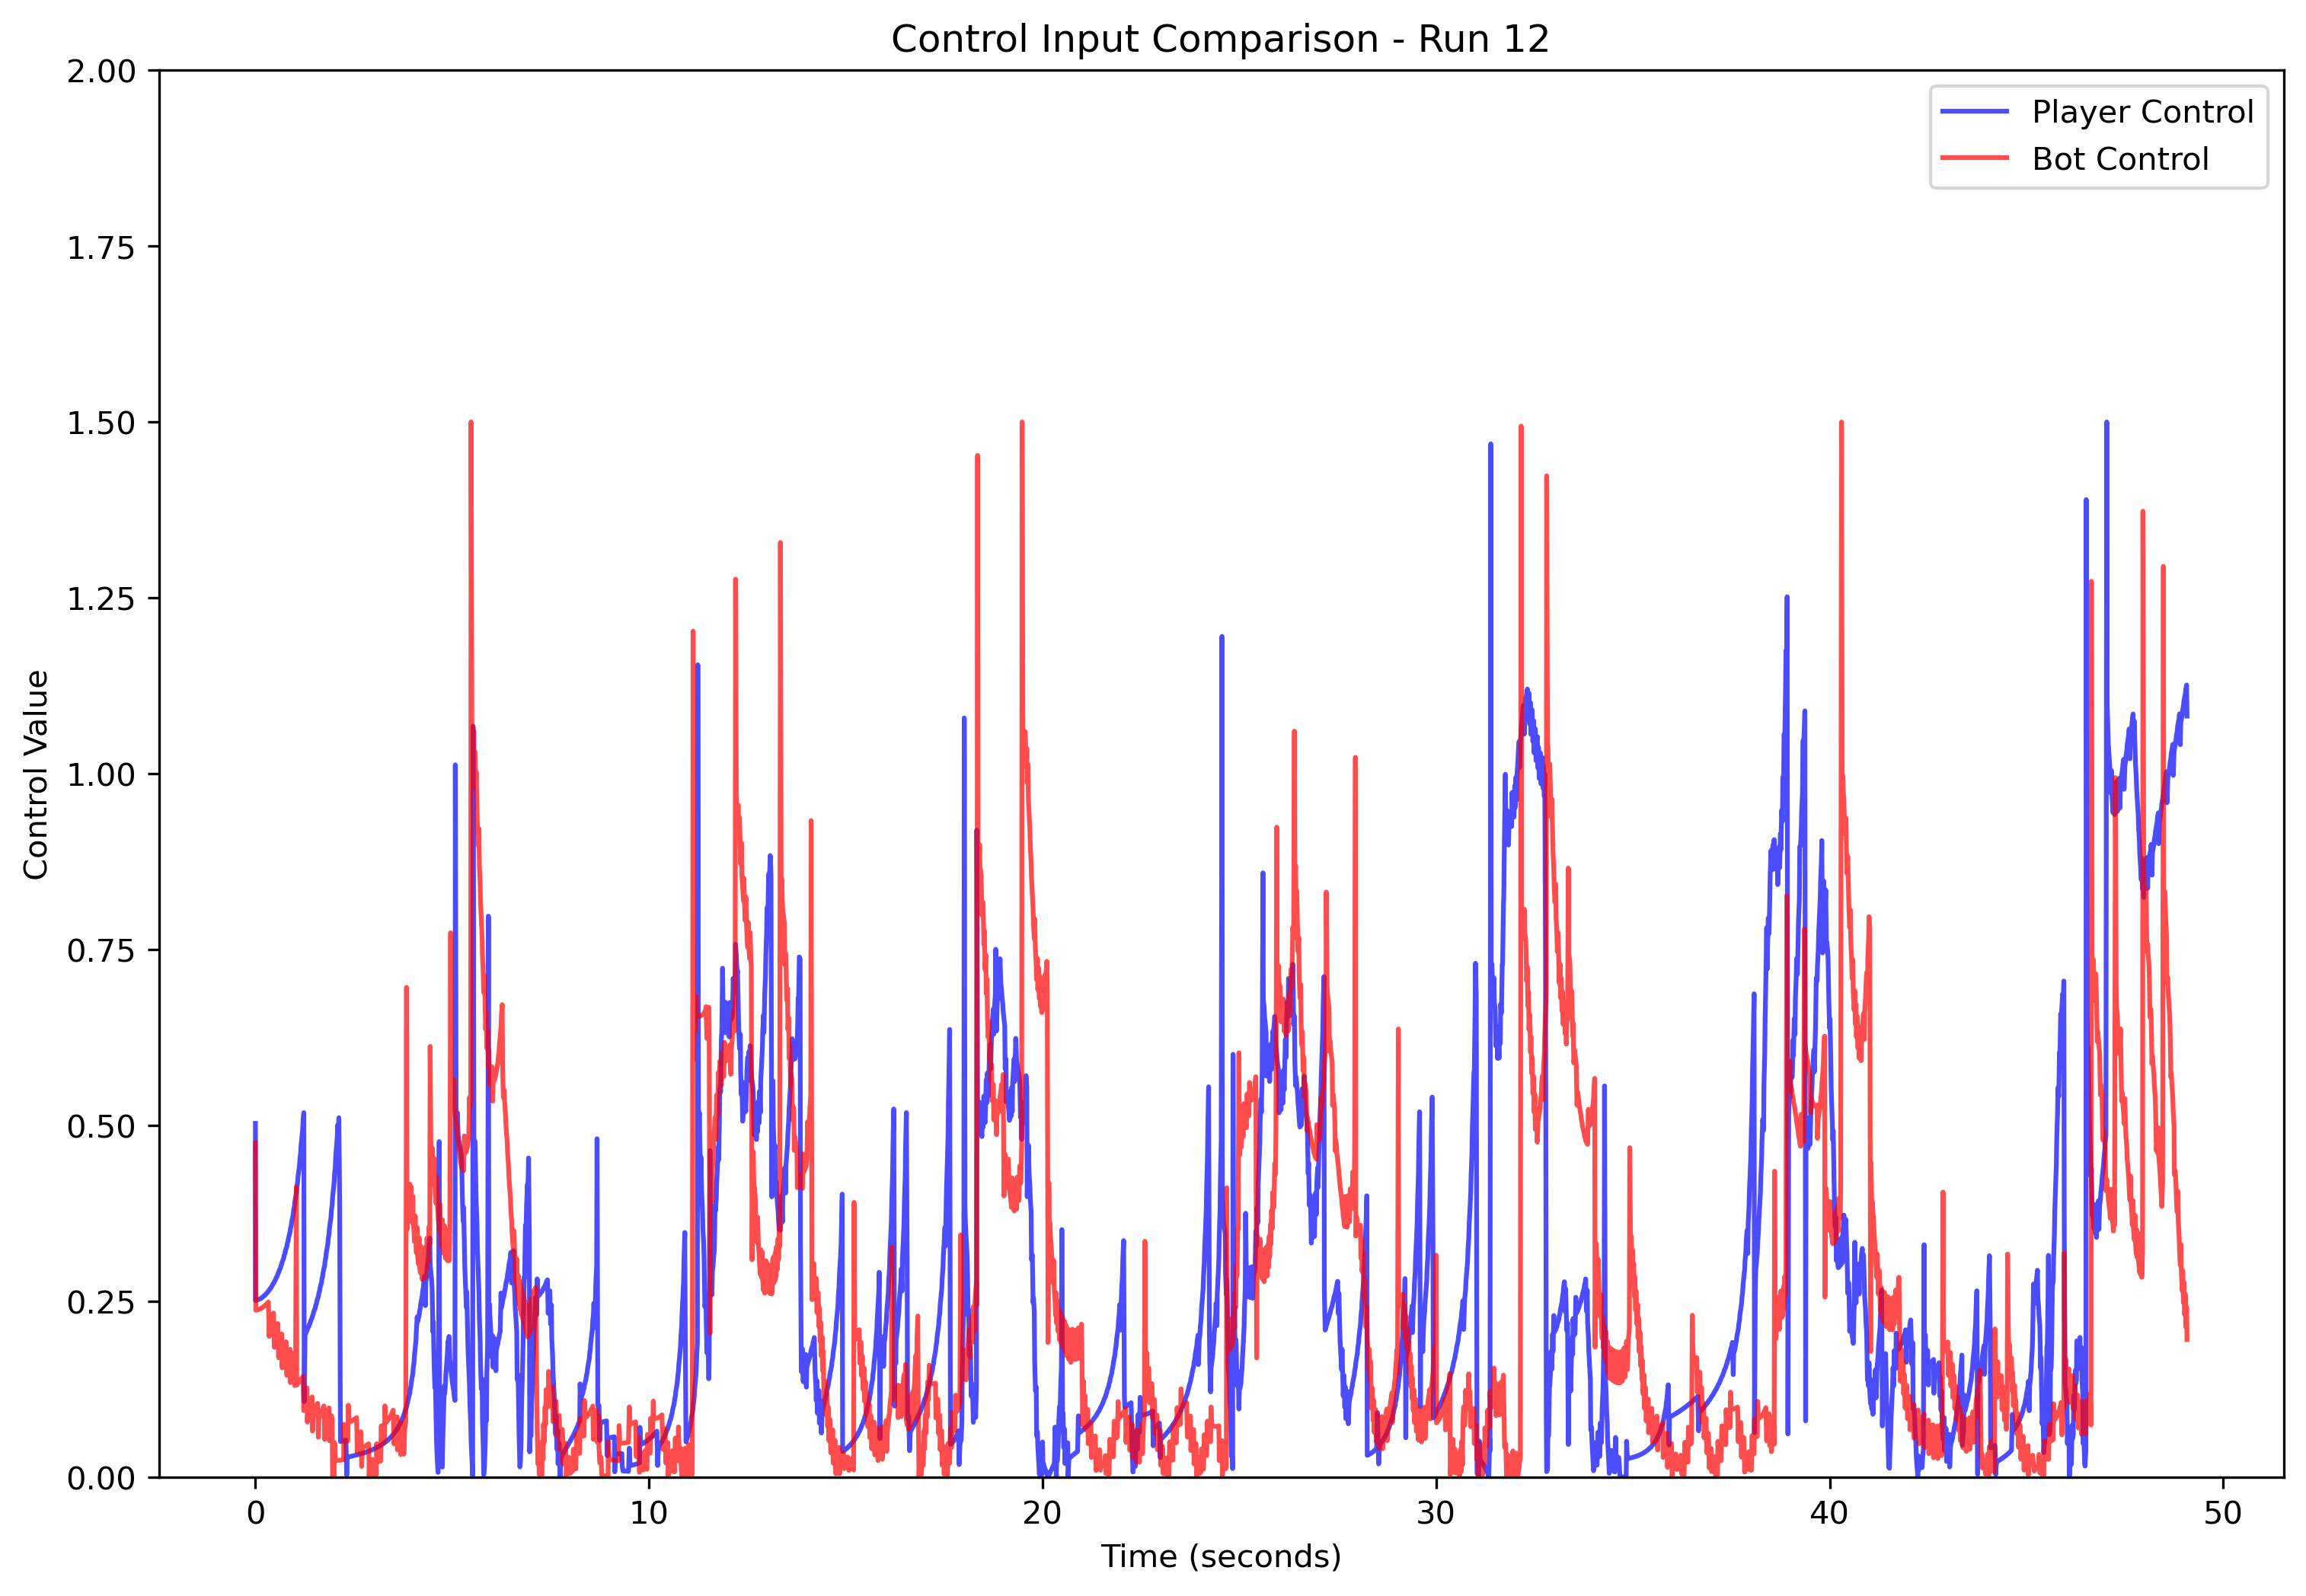 Control Input Comparison - Run 12
Player Control
Bot Control
2.00
1.75
1.50
1.25
1.00
0.75
0.50
0.25
0.00
Control Value
0 10 20 30 40 50
Time (seconds)